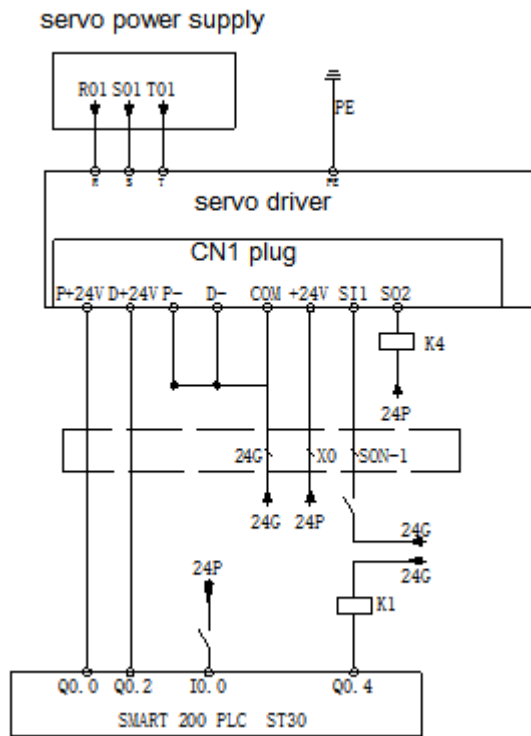 servo power supply
R01 S01 T01
PE
R S T PE
servo driver
CN1 plug
P+24V D+24V P- D- COM +24V SI1 SO2
K4
24P
24G X0 SON-1
24G 24P
24G
24P 24G
K1
Q0.0 Q0.2 I0.0 Q0.4
SMART 200 PLC ST30